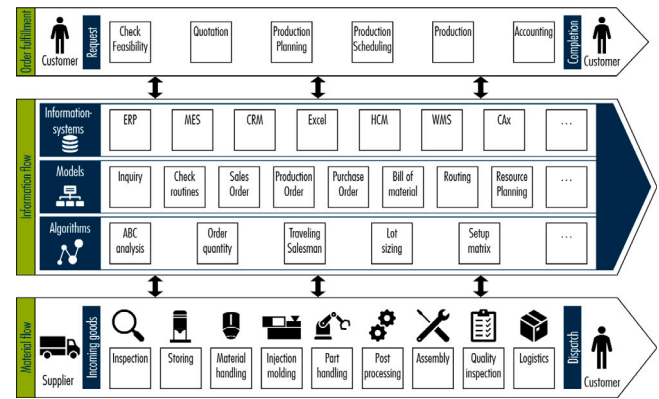 Order fulfillment
Customer
Request
Check
Feasibility
Quotation
Production
Planning
Production
Scheduling
Production
Accounting
Completion
Customer
Information flow
Information-
systems
ERP
MES
CRM
Excel
HCM
WMS
CAx
...
Models
Inquiry
Check
routines
Sales
Order
Production
Order
Purchase
Order
Bill of
material
Routing
Resource
Planning
...
Algorithms
ABC
analysis
Order
quantity
Traveling
Salesman
Lot
sizing
Setup
matrix
...
Material flow
Supplier
Incoming goods
Inspection
Storing
Material
handling
Injection
molding
Part
handling
Post
processing
Assembly
Quality
inspection
Logistics
Dispatch
Customer